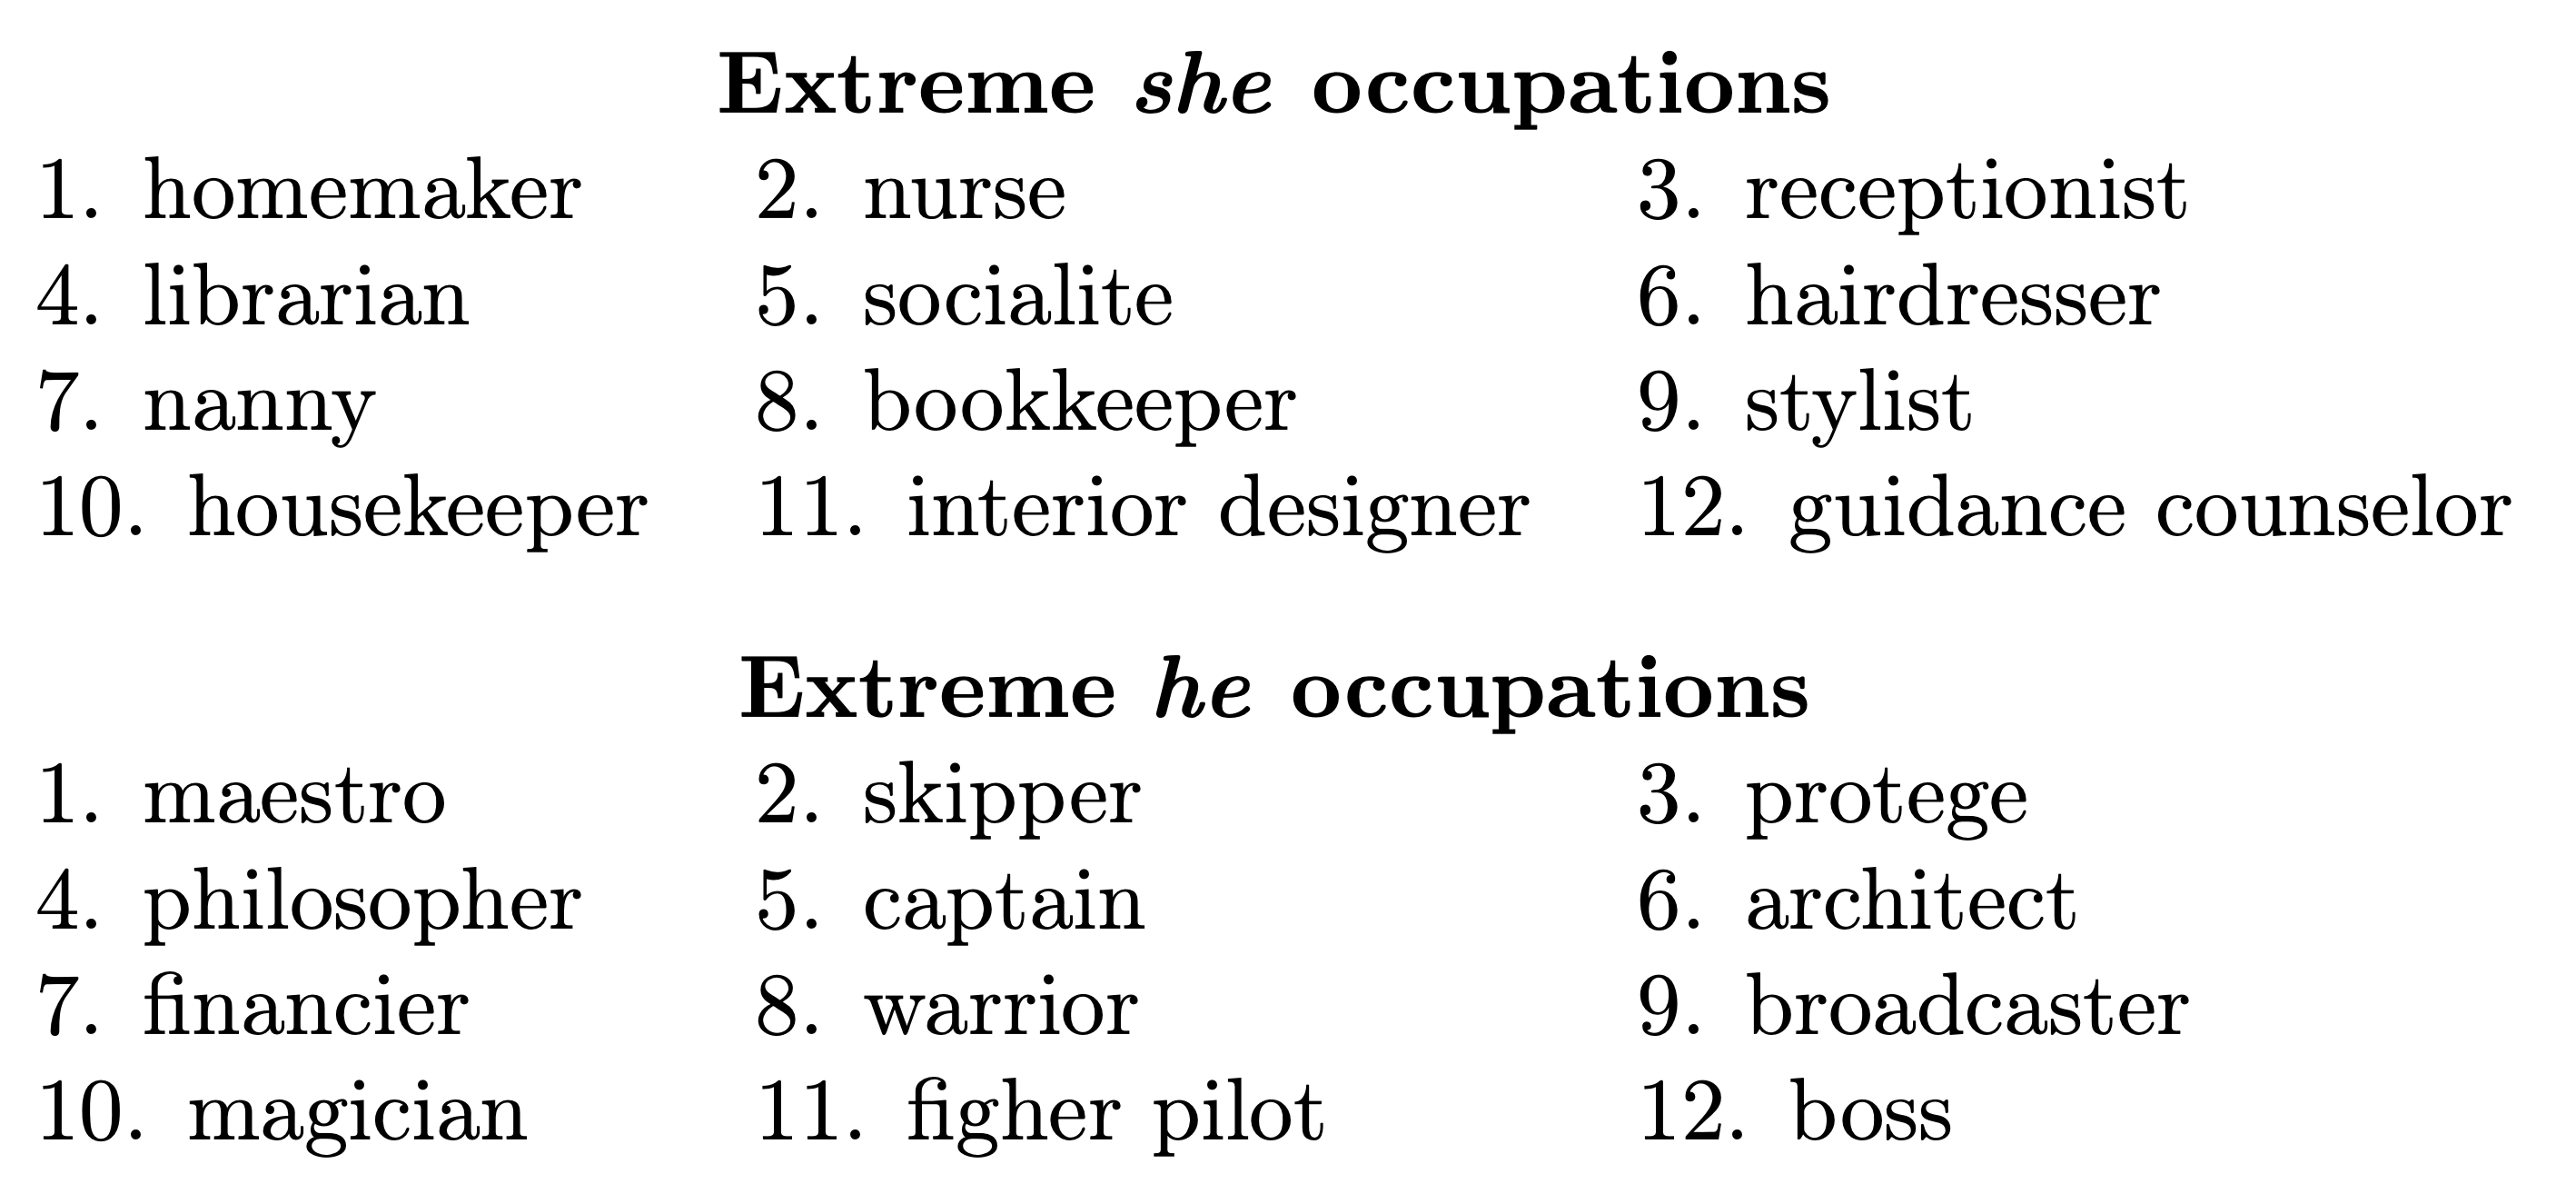 Extreme she occupations
1. homemaker 2. nurse 3. receptionist
4. librarian 5. socialite 6. hairdresser
7. nanny 8. bookkeeper 9. stylist
10. housekeeper 11. interior designer 12. guidance counselor
Extreme he occupations
1. maestro 2. skipper 3. protege
4. philosopher 5. captain 6. architect
7. financier 8. warrior 9. broadcaster
10. magician 11. figher pilot 12. boss